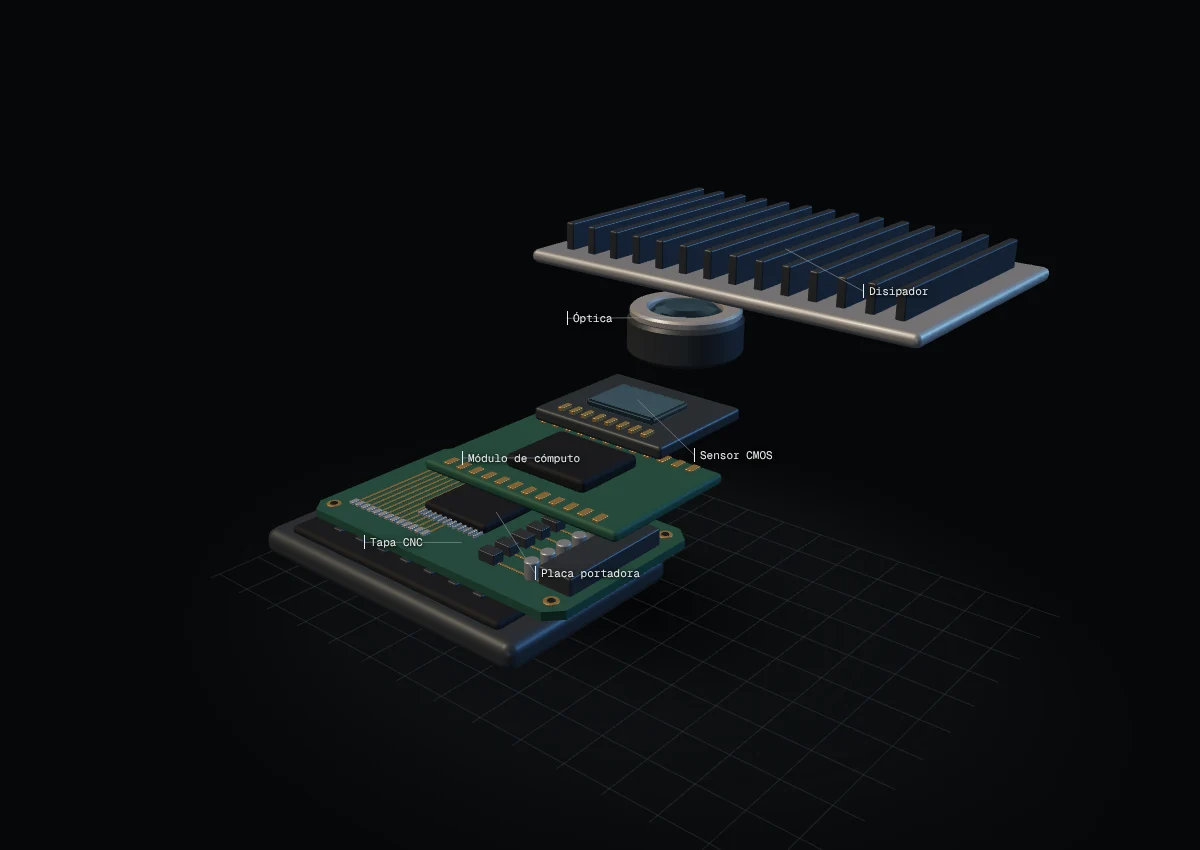 Disipador
Óptica
Sensor CMOS
Módulo de cómputo
Tapa CNC
Placa portadora